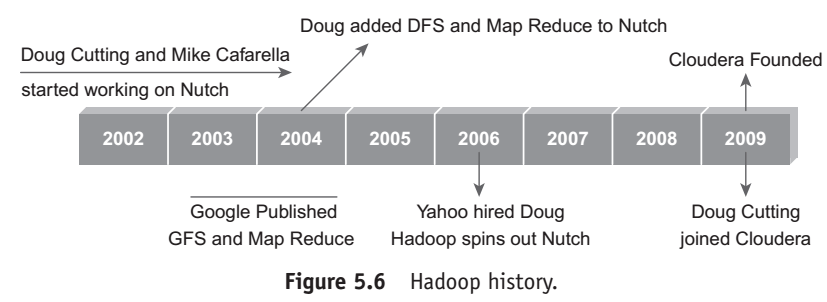 Doug added DFS and Map Reduce to Nutch
Doug Cutting and Mike Cafarella
started working on Nutch
Cloudera Founded
2002 2003 2004 2005 2006 2007 2008 2009
Google Published
GFS and Map Reduce
Yahoo hired Doug
Hadoop spins out Nutch
Doug Cutting
joined Cloudera
Figure 5.6 Hadoop history.